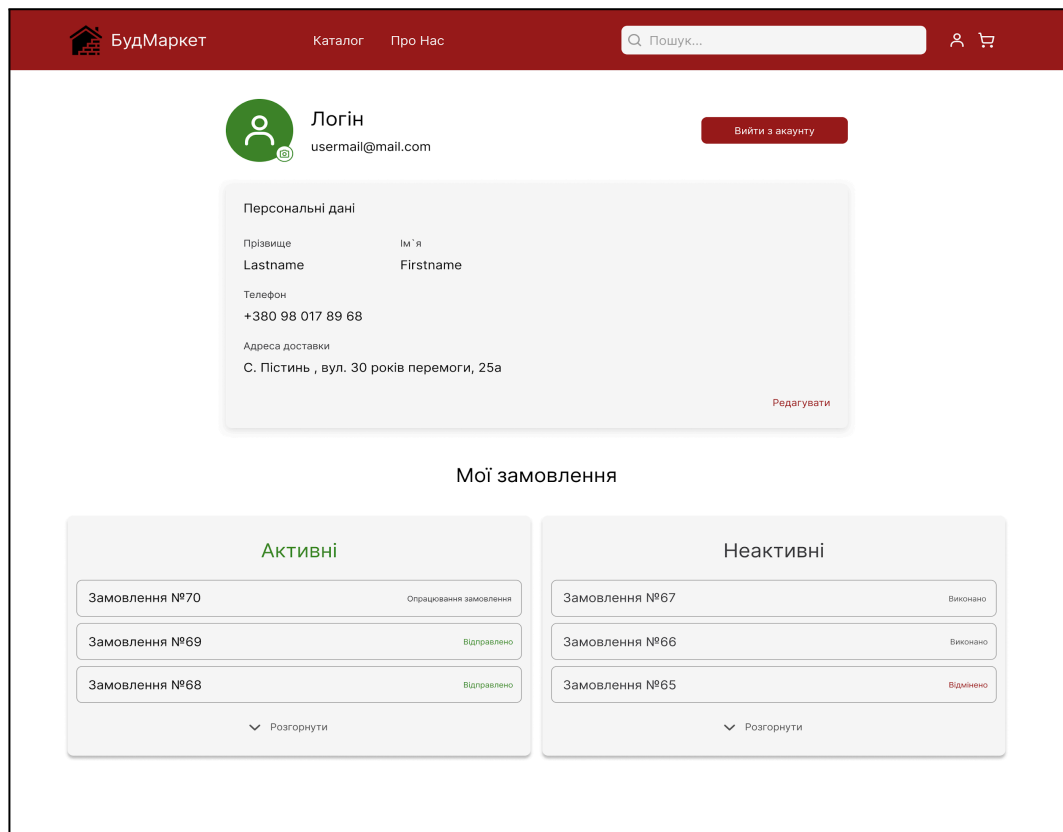 БудМаркет
Каталог
Про Нас
Пошук...
Логін
usermail@mail.com
Вийти з акаунту
Персональні дані
Прізвище
Ім`я
Lastname
Firstname
Телефон
+380 98 017 89 68
Адреса доставки
С. Пістинь , вул. 30 років перемоги, 25а
Редагувати
Мої замовлення
Активні
Замовлення №70
Опрацювання замовлення
Замовлення №69
Відправлено
Замовлення №68
Відправлено
Розгорнути
Неактивні
Замовлення №67
Виконано
Замовлення №66
Виконано
Замовлення №65
Відмінено
Розгорнути